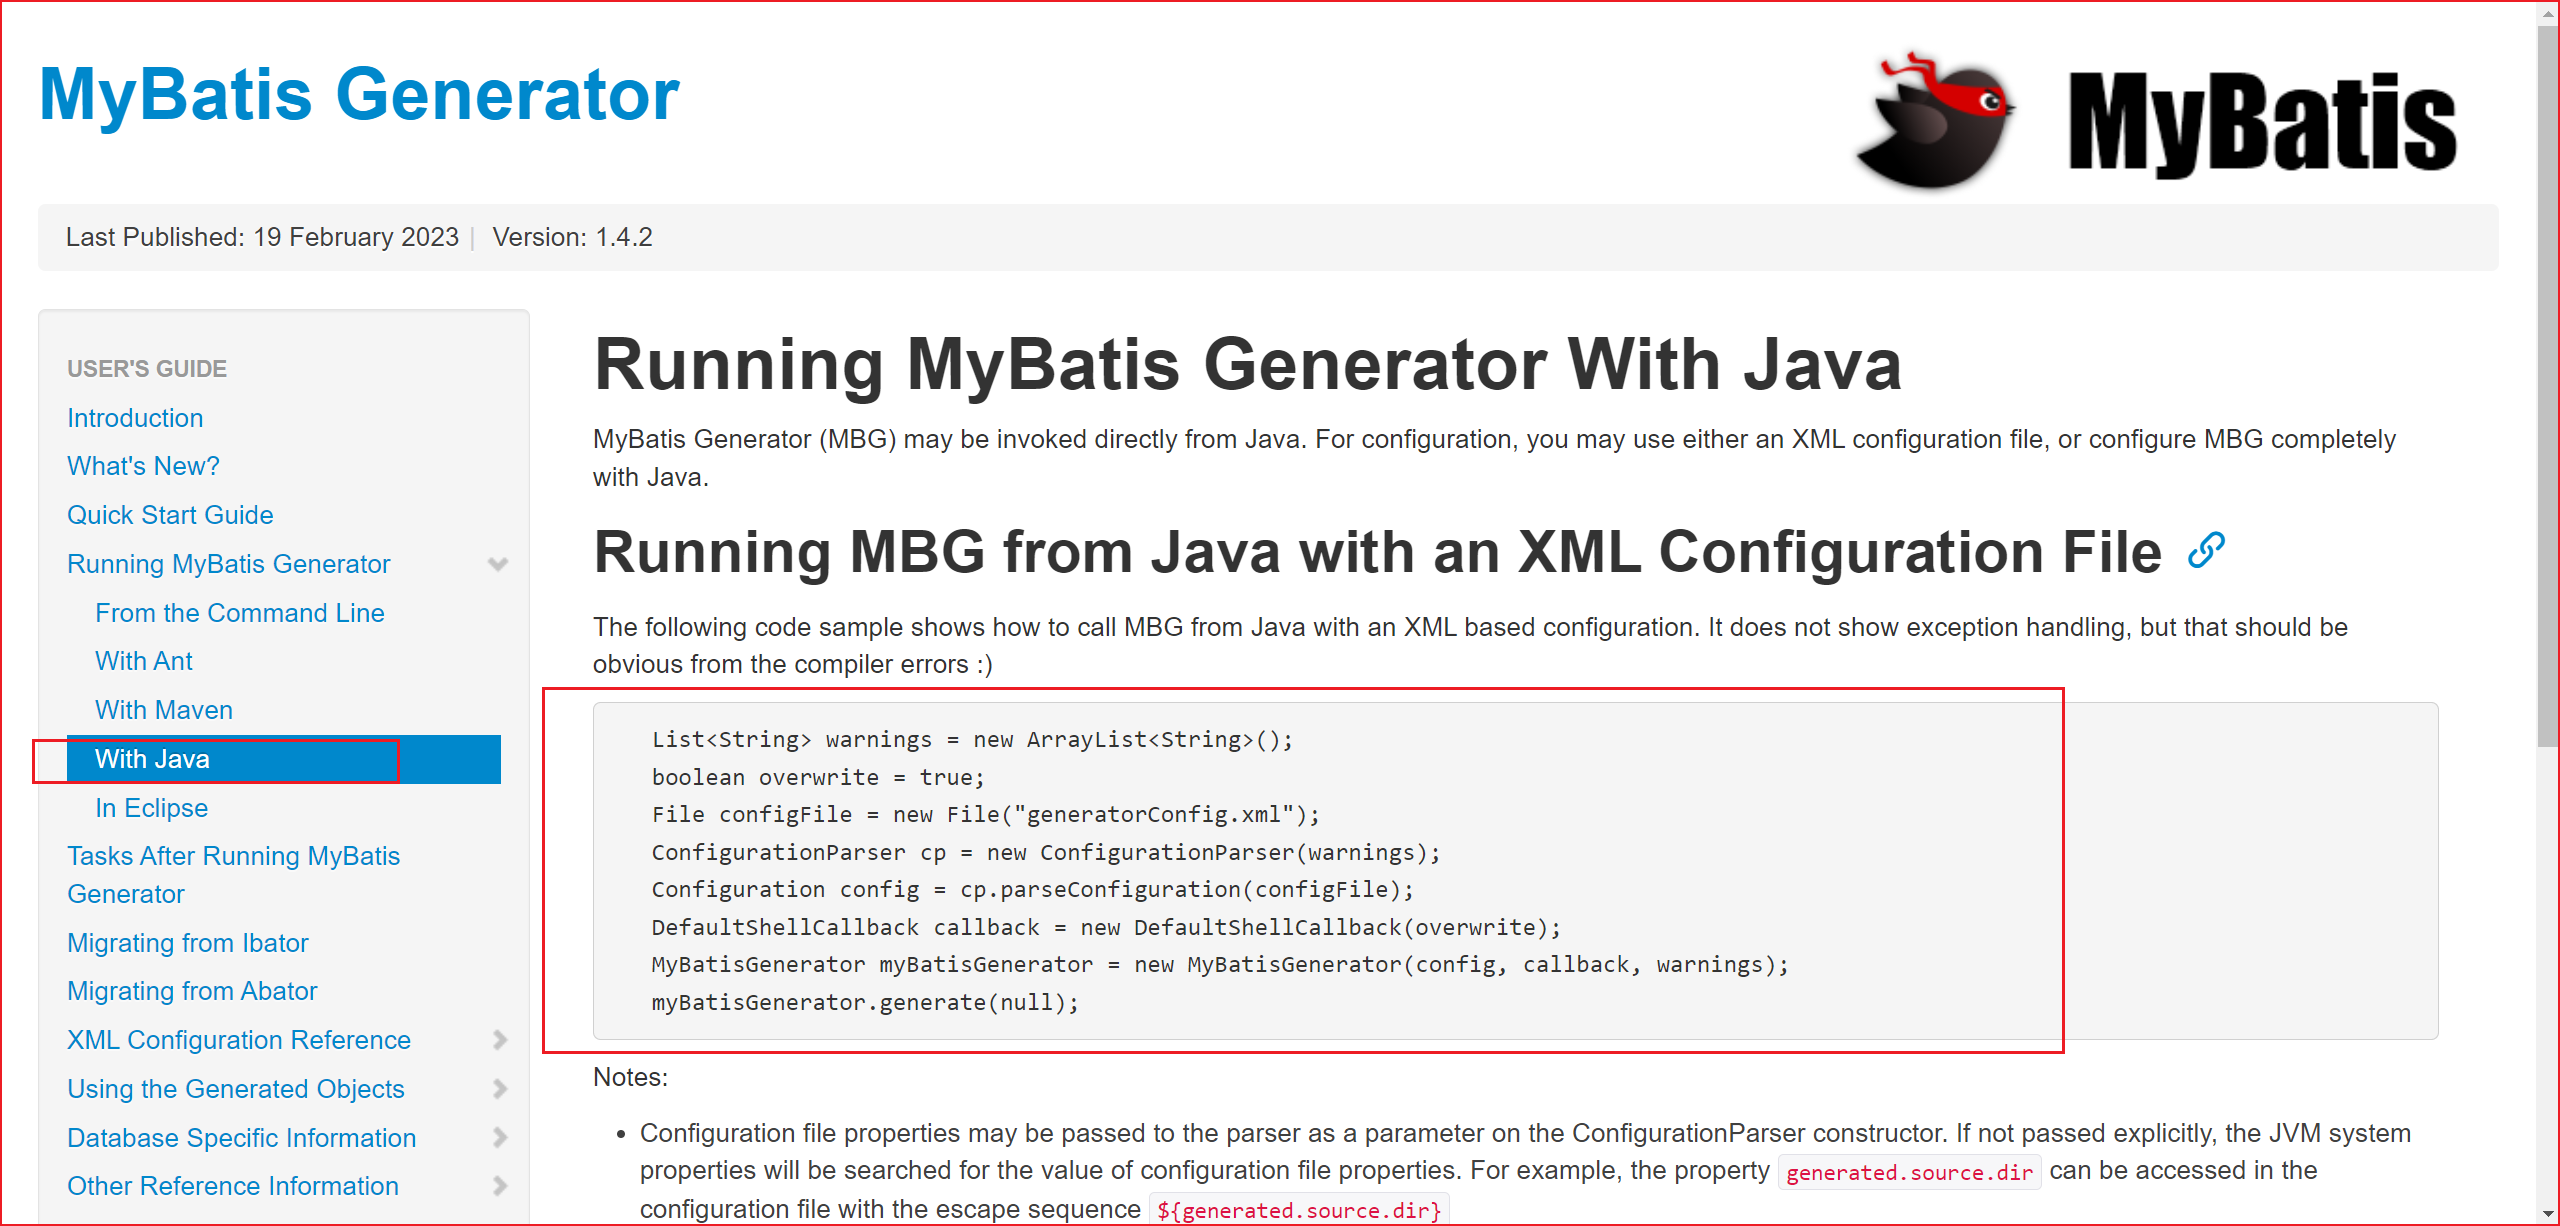 MyBatis Generator
MyBatis
Last Published: 19 February 2023 | Version: 1.4.2
USER'S GUIDE
Introduction
What's New?
Quick Start Guide
Running MyBatis Generator
From the Command Line
With Ant
With Maven
With Java
In Eclipse
Tasks After Running MyBatis
Generator
Migrating from Ibator
Migrating from Abator
XML Configuration Reference
Using the Generated Objects
Database Specific Information
Other Reference Information
Running MyBatis Generator With Java
MyBatis Generator (MBG) may be invoked directly from Java. For configuration, you may use either an XML configuration file, or configure MBG completely
with Java.
Running MBG from Java with an XML Configuration File
The following code sample shows how to call MBG from Java with an XML based configuration. It does not show exception handling, but that should be
obvious from the compiler errors :)
List<String> warnings = new ArrayList<String>();
boolean overwrite = true;
File configFile = new File("generatorConfig.xml");
ConfigurationParser cp = new ConfigurationParser(warnings);
Configuration config = cp.parseConfiguration(configFile);
DefaultShellCallback callback = new DefaultShellCallback(overwrite);
MyBatisGenerator myBatisGenerator = new MyBatisGenerator(config, callback, warnings);
myBatisGenerator.generate(null);
Notes:
• Configuration file properties may be passed to the parser as a parameter on the ConfigurationParser constructor. If not passed explicitly, the JVM system
properties will be searched for the value of configuration file properties. For example, the property generated.source.dir can be accessed in the
configuration file with the escape sequence ${generated.source.dir}